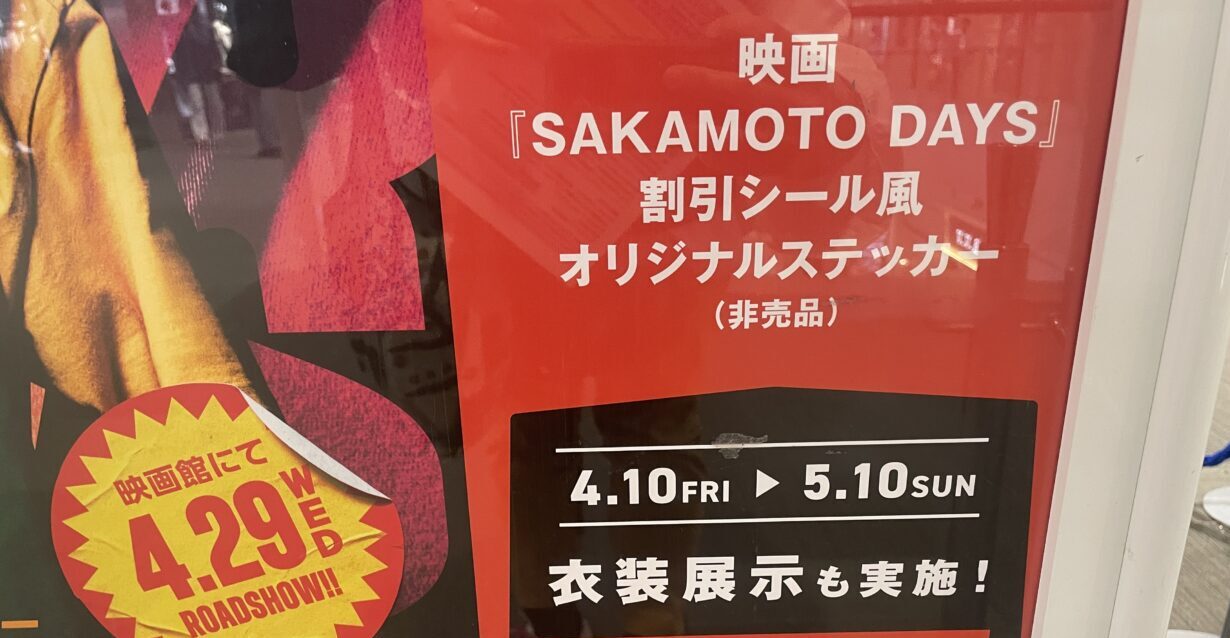 映画
『SAKAMOTO DAYS』
割引シール風
オリジナルステッカー
(非売品)
4.10FRI ▶ 5.10SUN
衣装展示も実施!
映画館にて
4.29 WED
ROADSHOW!!